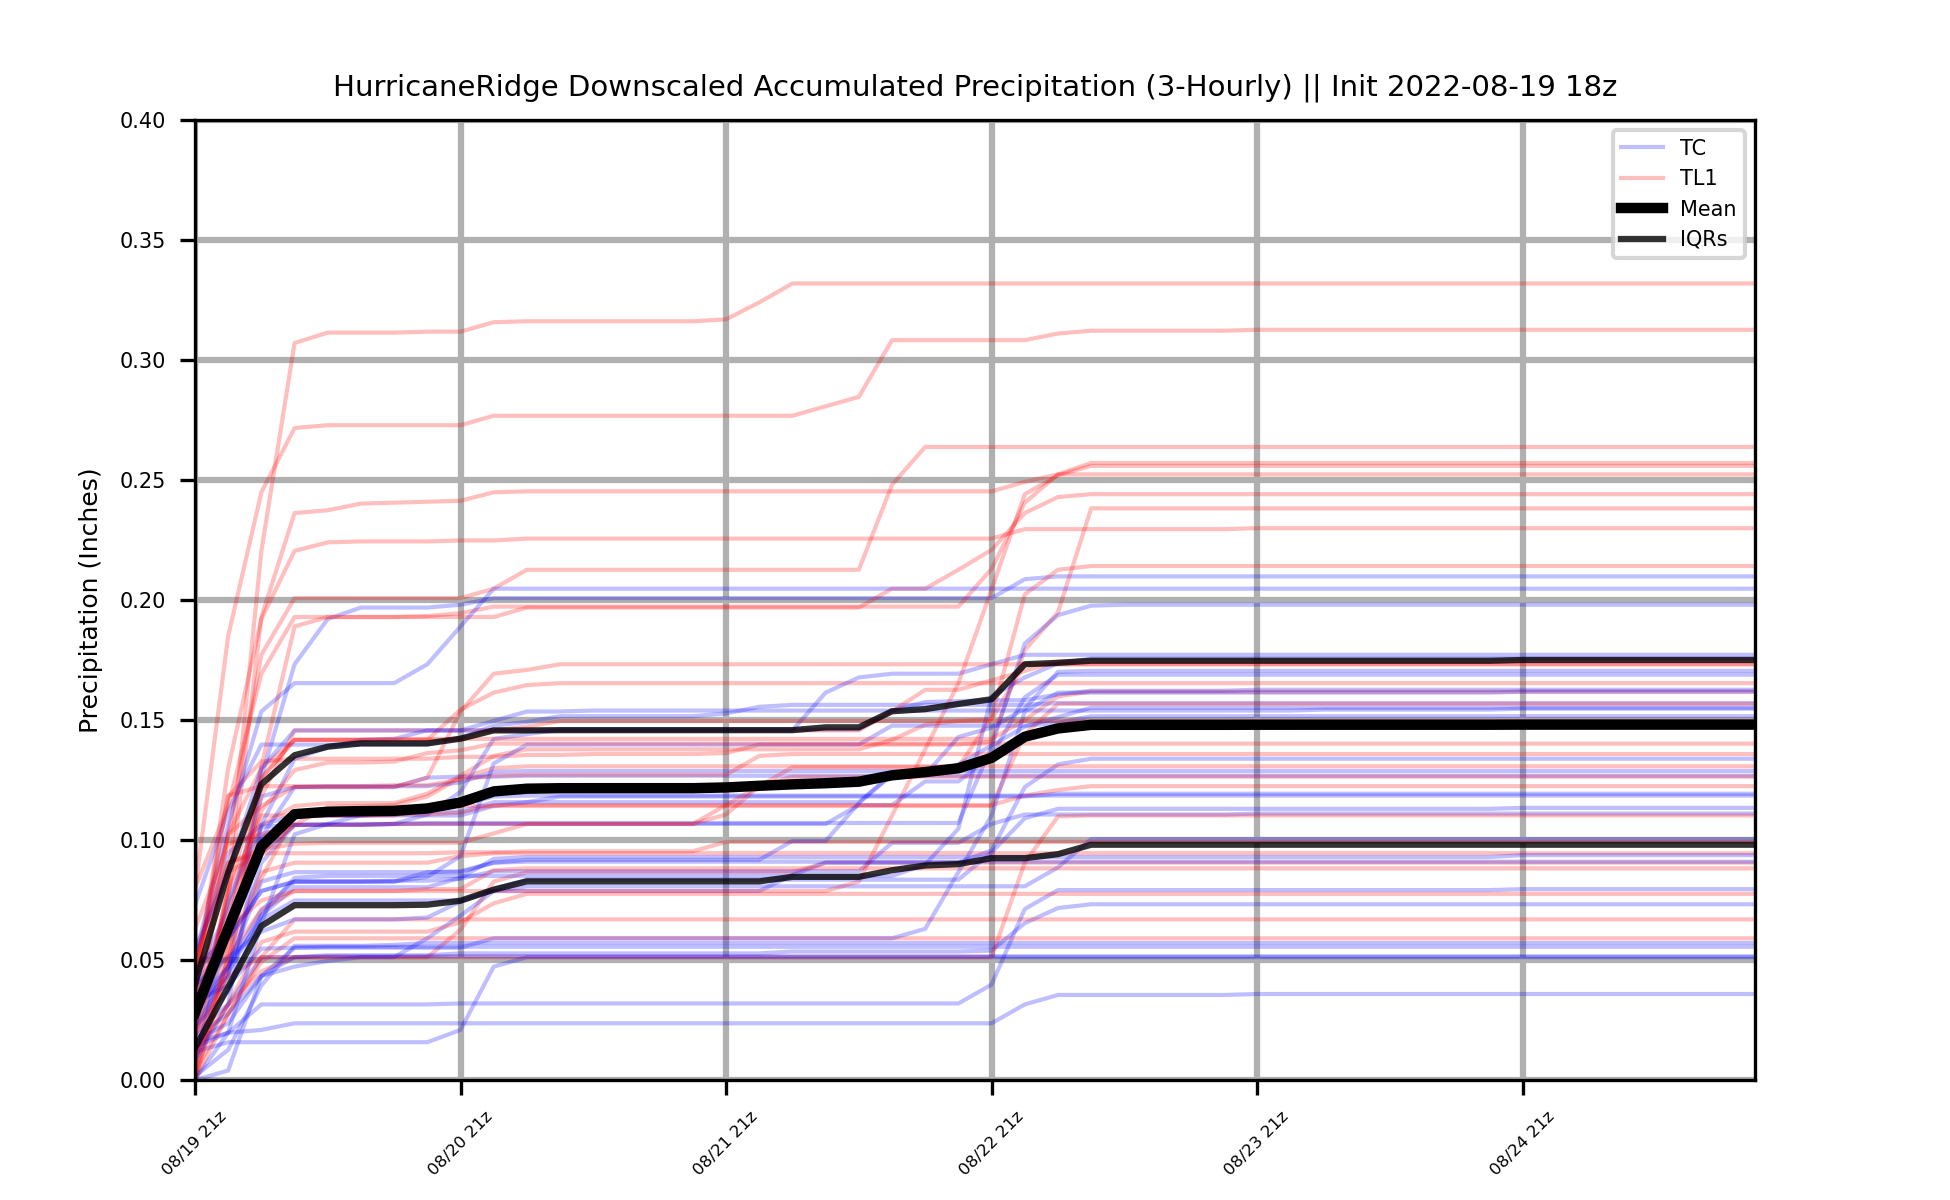 HurricaneRidge Downscaled Accumulated Precipitation (3-Hourly) || Init 2022-08-19 18z
Precipitation (Inches)
0.40
0.35
0.30
0.25
0.20
0.15
0.10
0.05
0.00
TC
TL1
Mean
IQRs
08/19 21z
08/20 21z
08/21 21z
08/22 21z
08/23 21z
08/24 21z